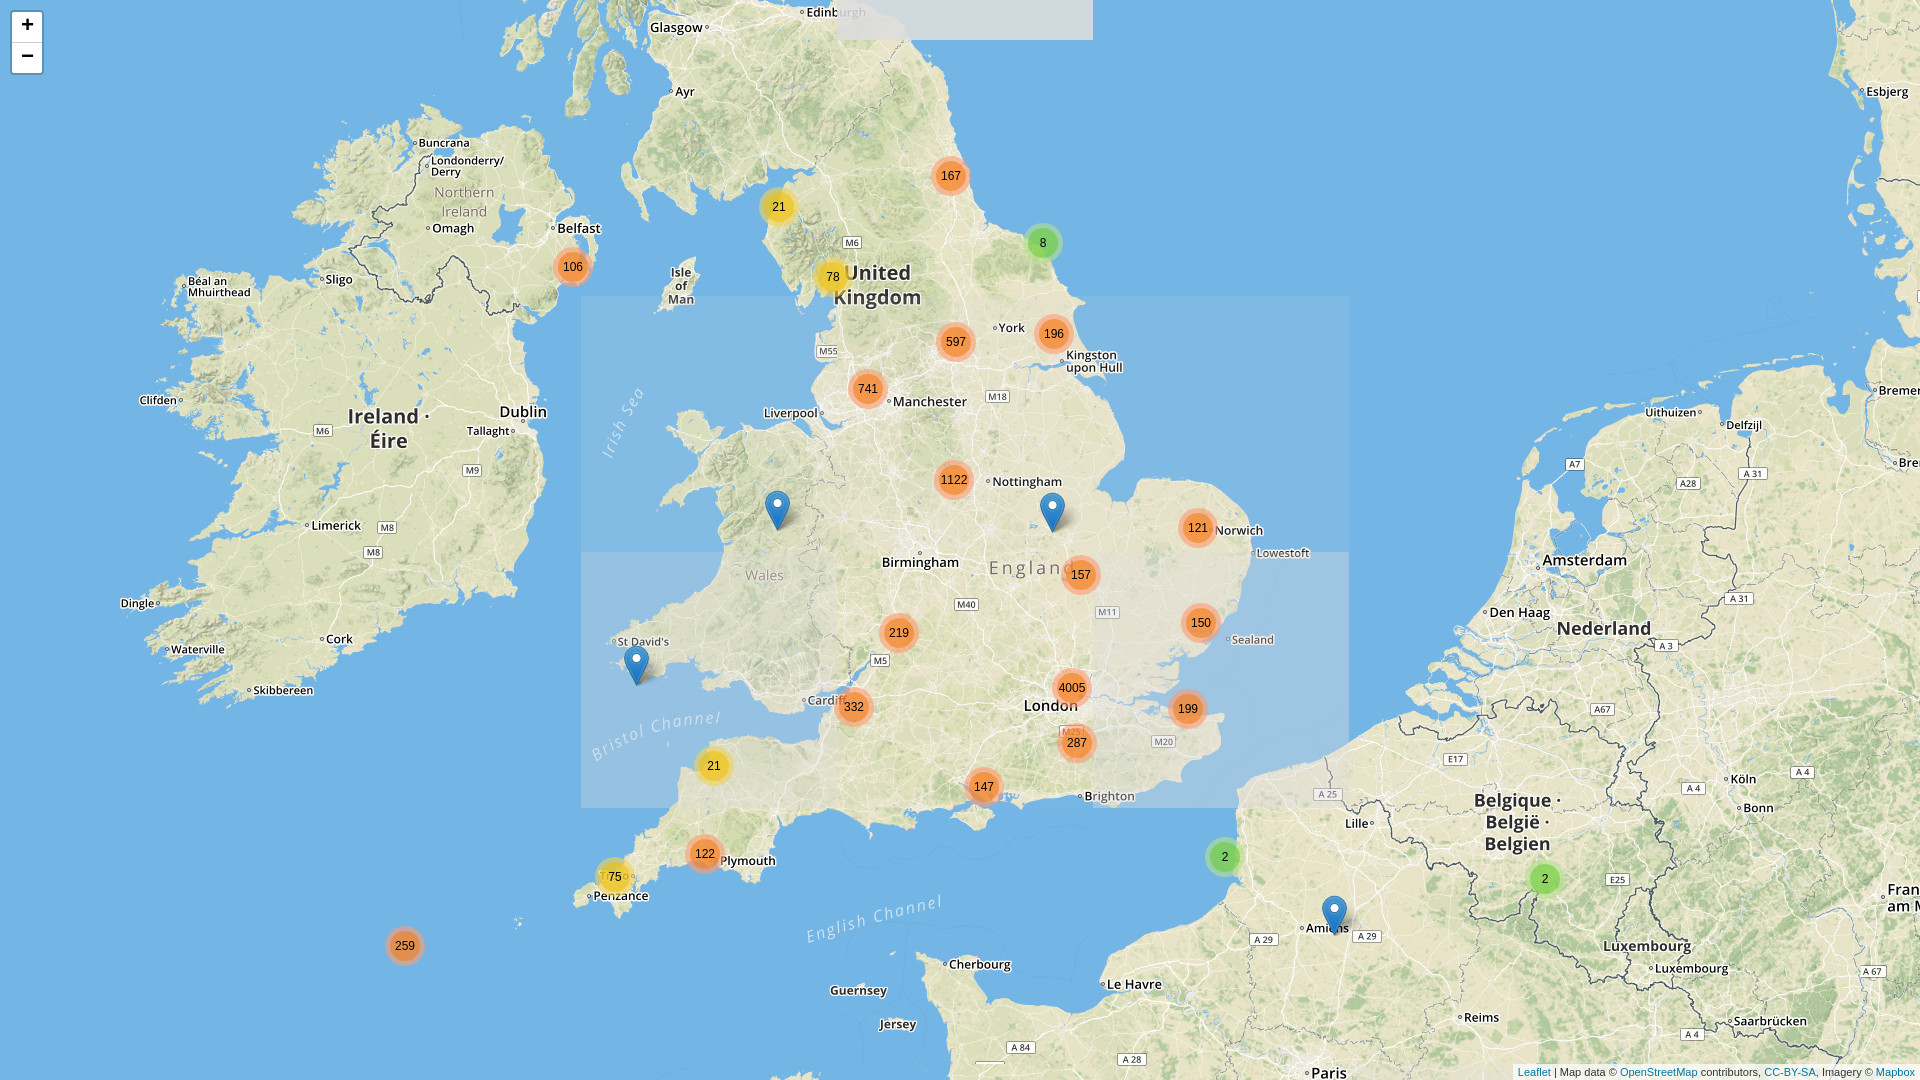 +
−
Edinburgh
Glasgow
Ayr
Esbjerg
Buncrana
Londonderry/
Derry
Northern
Ireland
Omagh
Belfast
167
21
8
M6
106
78
United
Kingdom
Isle
of
Man
Sligo
Béal an
Mhuirthead
York
196
597
M55
Kingston
upon Hull
741
Manchester
M18
Liverpool
Clifden
Ireland ·
Éire
Dublin
Tallaght
M6
M9
Irish Sea
Uithuizen
Delfzijl
Bremer
A7
A 31
A28
Bre
1122
Nottingham
Limerick
M8
M8
121
Norwich
Lowestoft
Birmingham
England
157
Wales
Amsterdam
Den Haag
Nederland
A 31
A 3
Dingle
Cork
Waterville
Skibbereen
M40
M11
150
Sealand
219
M5
St David's
Cardiff
332
4005
London
199
M25
287
M20
A67
E17
Bristol Channel
21
147
Brighton
A 25
Lille
Belgique ·
België ·
Belgien
Köln
A 4
A 4
Bonn
122
Plymouth
75
Penzance
2
2
E25
Fran
am M
English Channel
259
Amiens
A 29
A 29
Luxembourg
Luxembourg
A 67
Cherbourg
Guernsey
Le Havre
Jersey
Reims
Saarbrücken
A 84
A 28
A 4
Paris
Leaflet | Map data © OpenStreetMap contributors, CC-BY-SA, Imagery © Mapbox